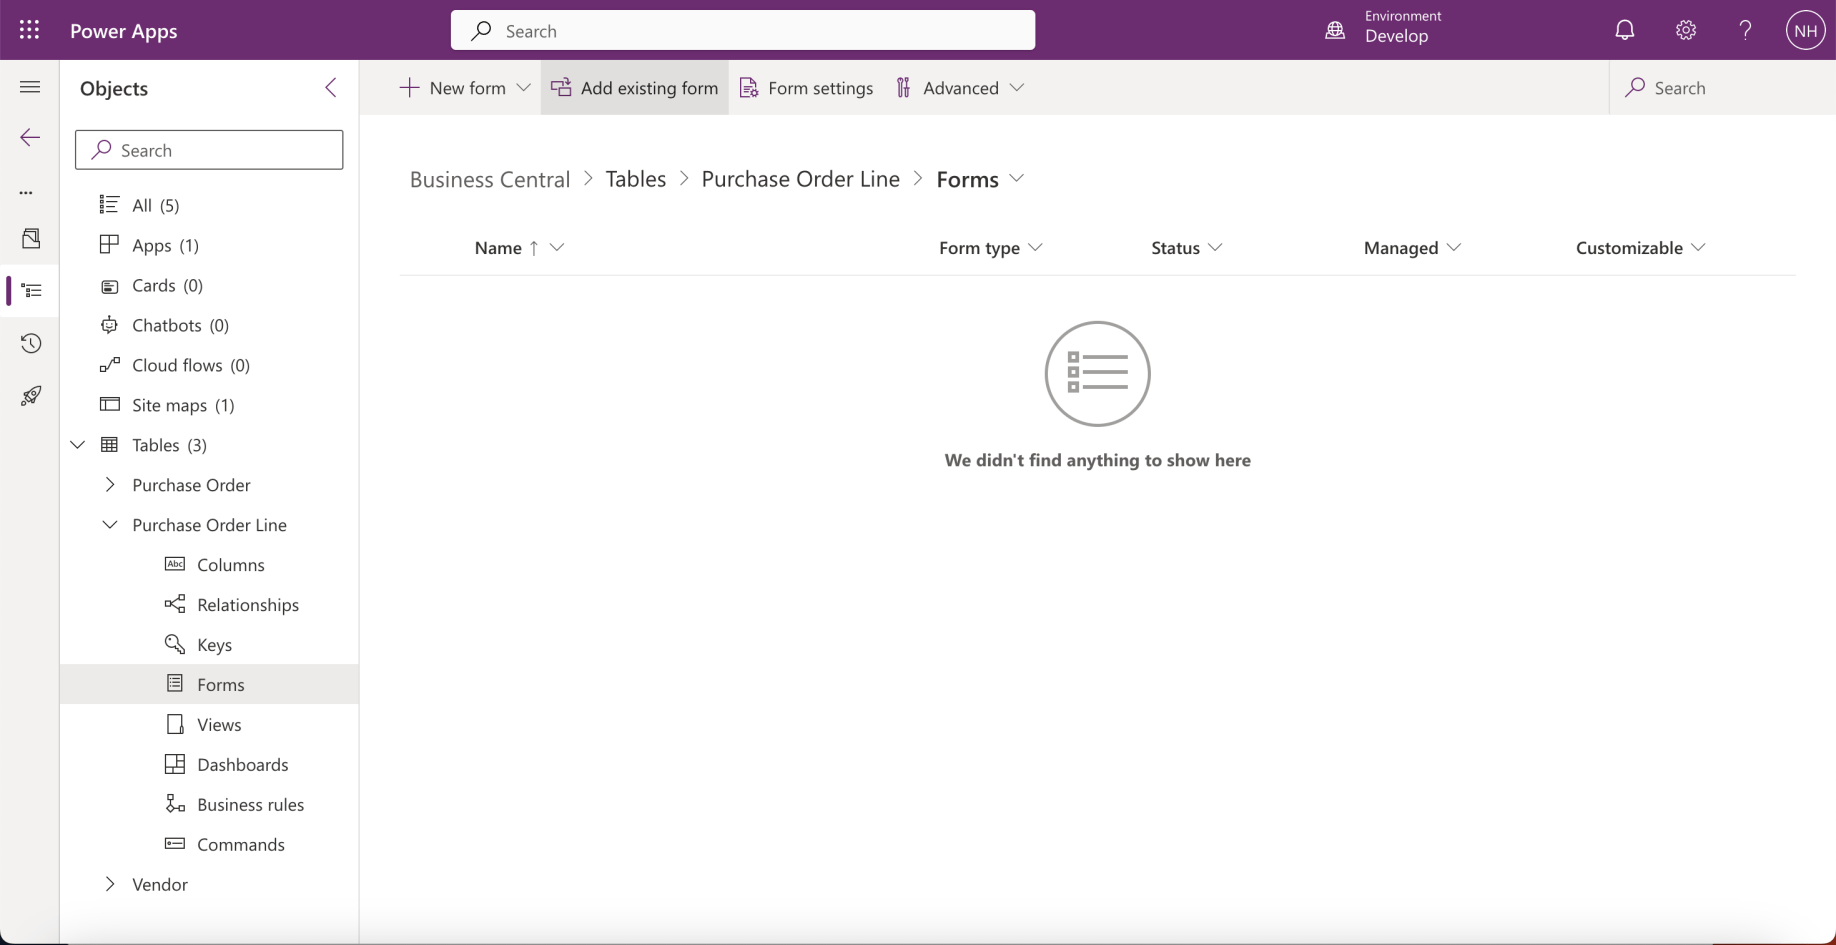 Power Apps
Search
Environment
Develop
NH
Objects
Search
All (5)
Apps (1)
Cards (0)
Chatbots (0)
Cloud flows (0)
Site maps (1)
Tables (3)
Purchase Order
Purchase Order Line
Abc Columns
Relationships
Keys
Forms
Views
Dashboards
Business rules
Commands
Vendor
New form
Add existing form
Form settings
Advanced
Search
Business Central > Tables > Purchase Order Line > Forms
Name ↑
Form type
Status
Managed
Customizable
We didn't find anything to show here